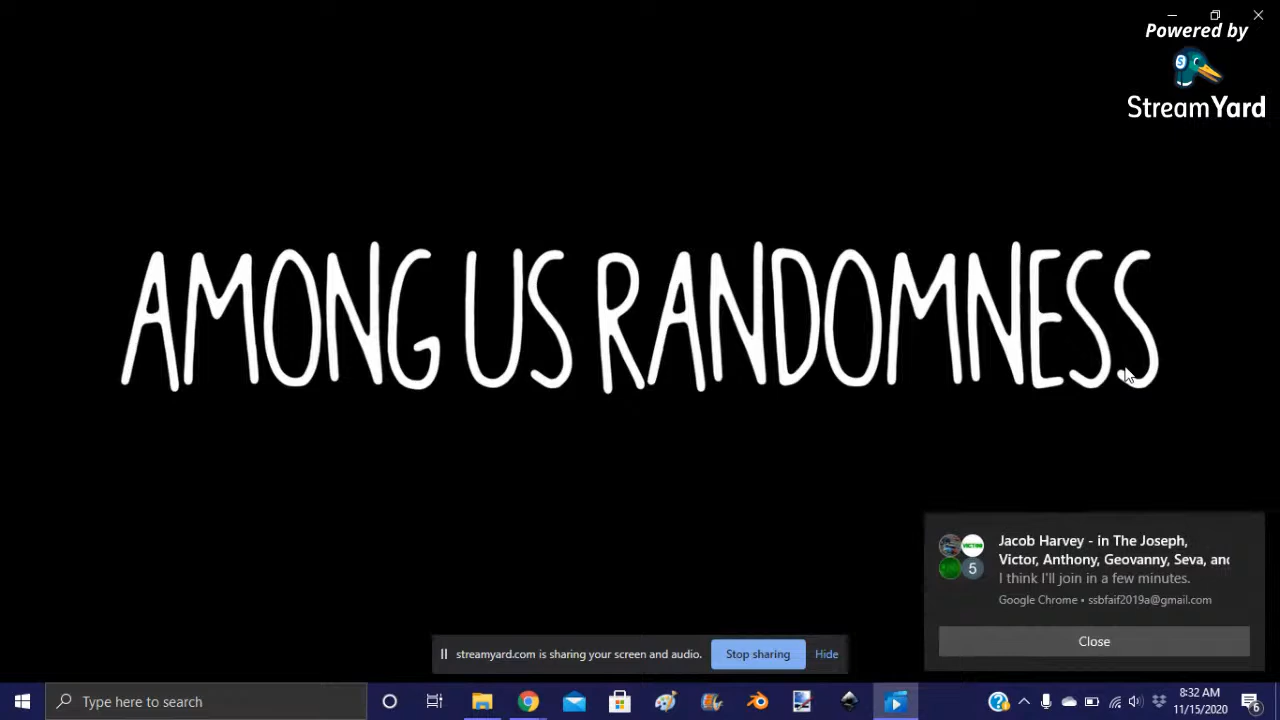 Powered by
StreamYard
AMONG US RANDOMNESS
Jacob Harvey - in The Joseph,
Victor, Anthony, Geovanny, Seva, and
I think I'll join in a few minutes.
Google Chrome • ssbfaif2019a@gmail.com
5
Close
streamyard.com is sharing your screen and audio.
Stop sharing
Hide
Type here to search
8:32 AM
11/15/2020
6